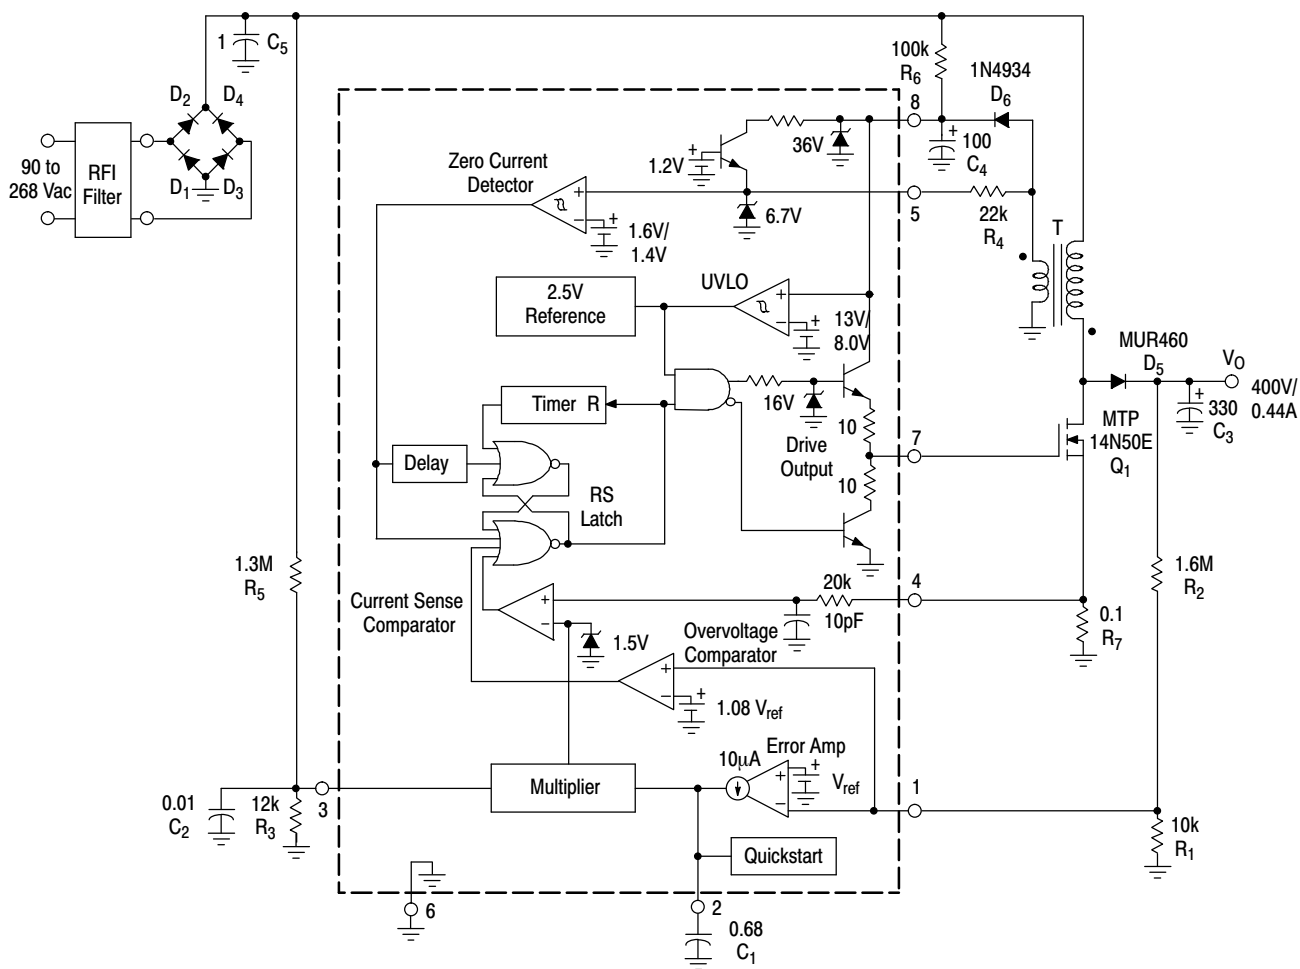 1
C5
100k
R6
1N4934
D6
8
D2
D4
90 to
268 Vac
RFI
Filter
D1
D3
+
1.2V
36V
+
100
C4
Zero Current
Detector
+
−
+
1.6V/
1.4V
6.7V
5
22k
R4
T
2.5V
Reference
UVLO
+
−
+
13V/
8.0V
MUR460
D5
VO
400V/
0.44A
+
330
C3
Timer R
16V
10
Drive
Output
7
MTP
14N50E
Q1
Delay
RS
Latch
10
1.3M
R5
1.6M
R2
20k
4
10pF
Current Sense
Comparator
+
−
1.5V
0.1
R7
Overvoltage
Comparator
+
−
+
1.08 Vref
Error Amp
10μA
+
−
+
Vref
Multiplier
1
0.01
C2
12k
R3
3
10k
R1
Quickstart
6
2
0.68
C1